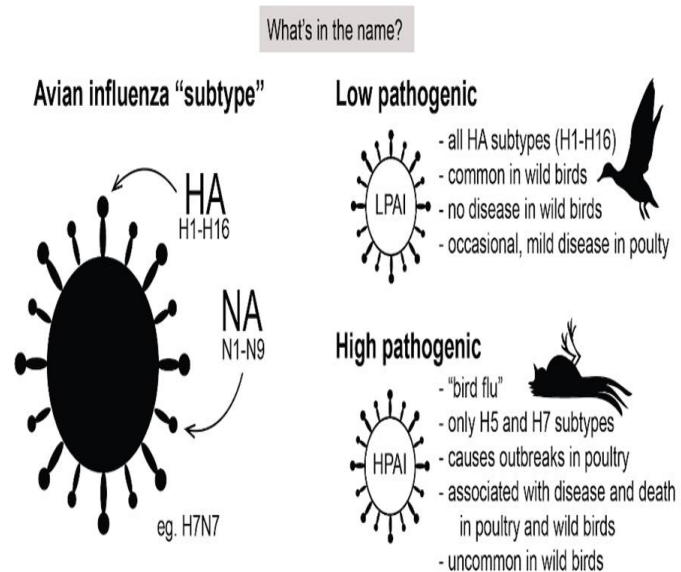 What's in the name?
Avian influenza “subtype”
HA
H1-H16
NA
N1-N9
eg. H7N7
Low pathogenic
LPAI
- all HA subtypes (H1-H16)
- common in wild birds
- no disease in wild birds
- occasional, mild disease in poulty
High pathogenic
HPAI
- “bird flu”
- only H5 and H7 subtypes
- causes outbreaks in poultry
- associated with disease and death
in poultry and wild birds
- uncommon in wild birds